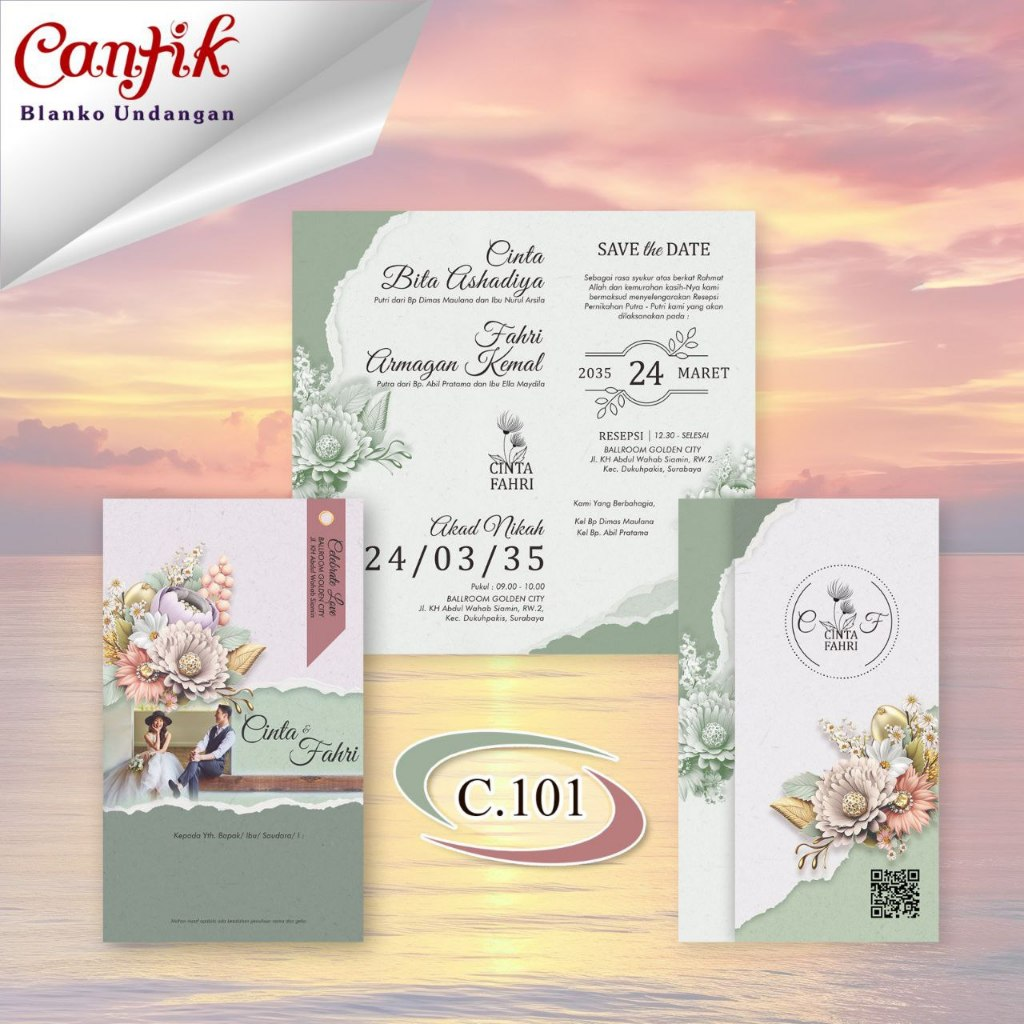 Cantik
Blanko Undangan
Cinta
Bita Ashadiya
Putri dari Bp Dimas Maulana dan Ibu Nurul Arsila
Fahri
Armagan Kemal
Putra dari Bp. Abil Pratama dan Ibu Ella Maydila
CINTA
FAHRI
Akad Nikah
24/03/35
Pukul : 09.00 - 10.00
BALLROOM GOLDEN CITY
Jl. KH Abdul Wahab Siamin, RW.2,
Kec. Dukuhpakis, Surabaya
SAVE the DATE
Sebagai rasa syukur atas berkat Rahmat
Allah dan kemurahan kasih-Nya kami
bermaksud menyelengarakan Resepsi
Pernikahan Putra - Putri kami yang akan
dilaksanakan pada :
2035 24 MARET
RESEPSI | 12.30 - SELESAI
BALLROOM GOLDEN CITY
Jl. KH Abdul Wahab Siamin, RW.2,
Kec. Dukuhpakis, Surabaya
Kami Yang Berbahagia,
Kel Bp Dimas Maulana
Kel Bp. Abil Pratama
Celebrate Love
BALLROOM GOLDEN CITY
Jl. KH Abdul Wahab Siamin
Cinta &
Fahri
Kepada Yth. Bapak/ Ibu/ Saudara/ i :
C.101
C F
CINTA
FAHRI